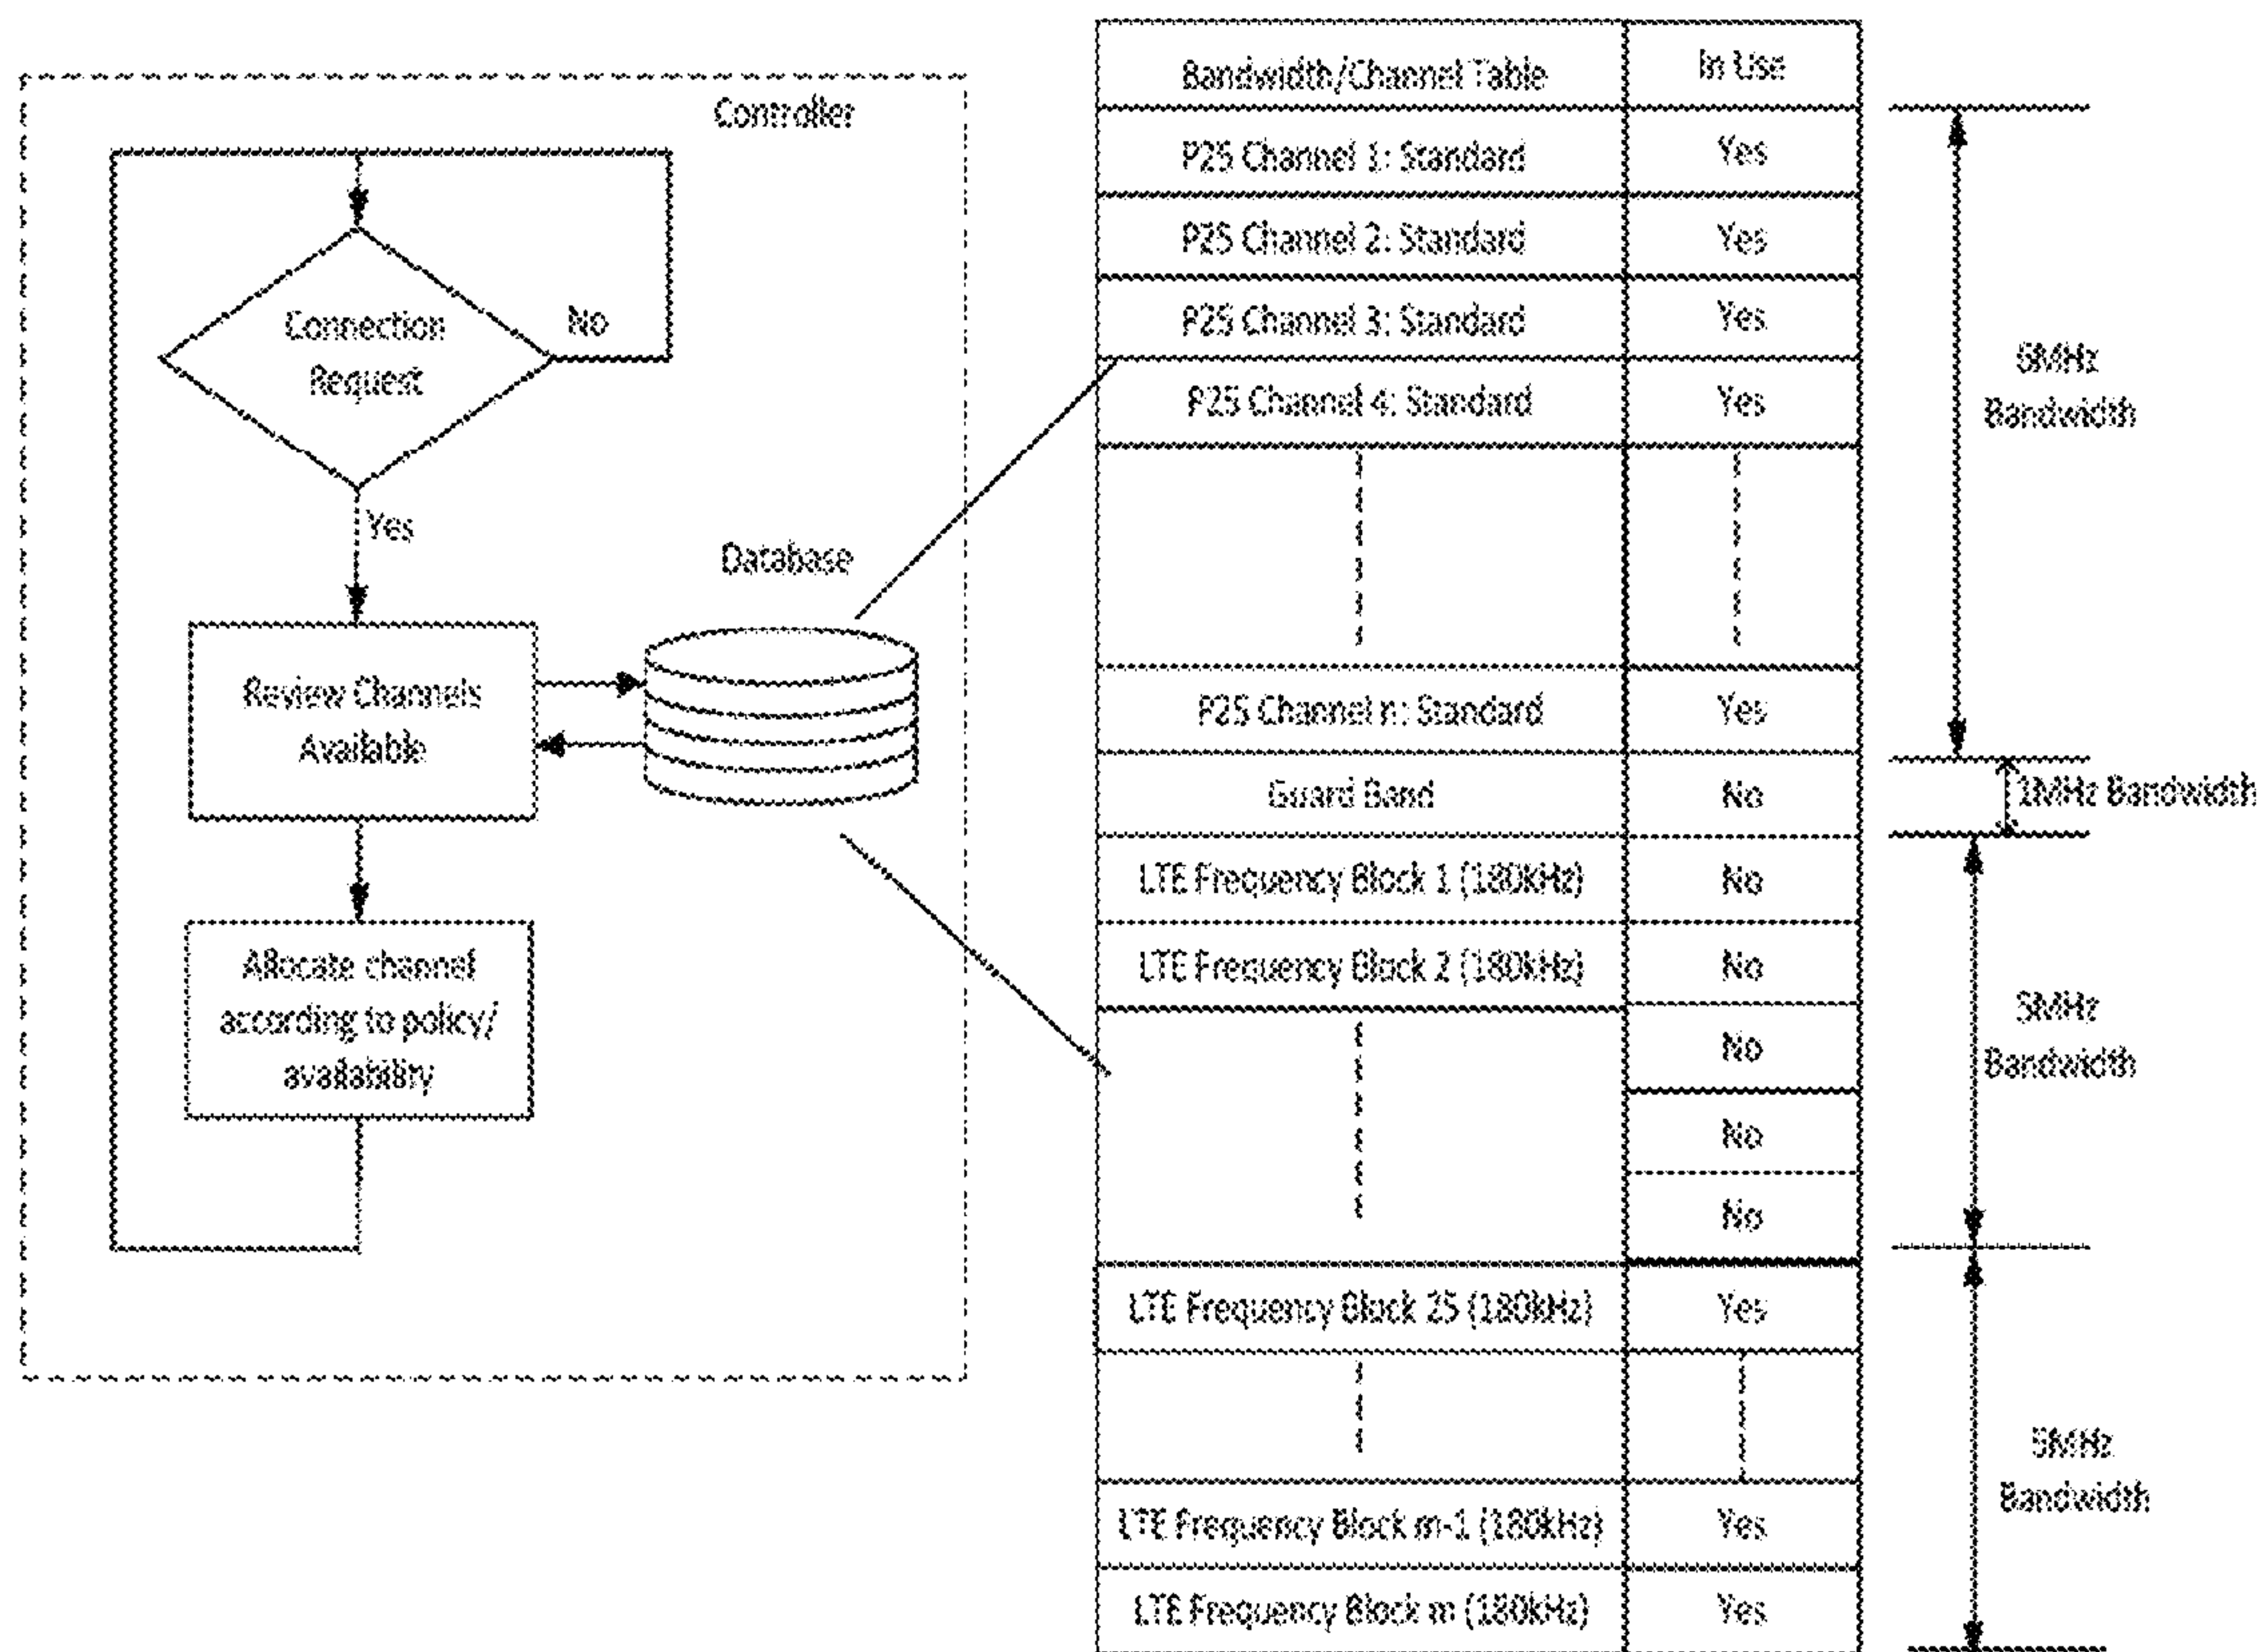 Controller
Connection
Request
No
Yes
Review Channels
Available
Database
Allocate channel
according to policy/
availability
Bandwidth/Channel Table In Use
P25 Channel 1: Standard Yes
P25 Channel 2: Standard Yes
P25 Channel 3: Standard Yes
P25 Channel 4: Standard Yes
P25 Channel n: Standard Yes
Guard Band No
LTE Frequency Block 1 (180kHz) No
LTE Frequency Block 2 (180kHz) No
No
No
No
LTE Frequency Block 25 (180kHz) Yes
LTE Frequency Block m-1 (180kHz) Yes
LTE Frequency Block m (180kHz) Yes
6MHz
Bandwidth
1MHz Bandwidth
5MHz
Bandwidth
5MHz
Bandwidth